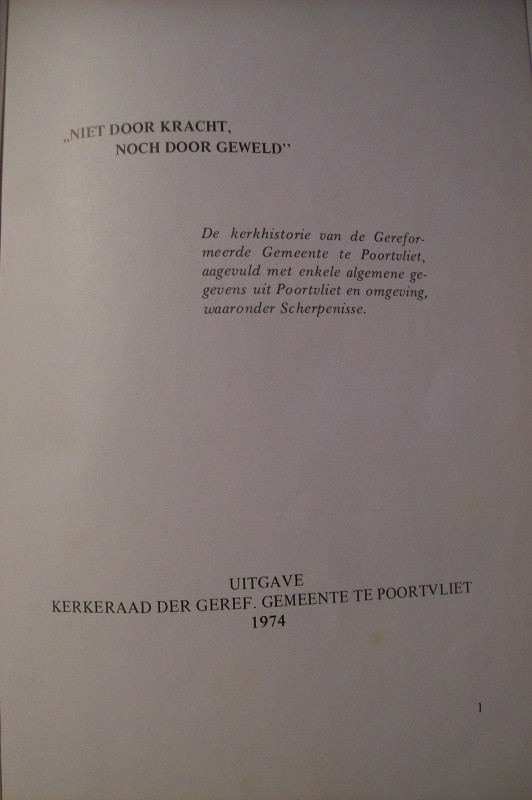 „NIET DOOR KRACHT,
NOCH DOOR GEWELD”
De kerkhistorie van de Gerefor-
meerde Gemeente te Poortvliet,
aagevuld met enkele algemene ge-
gevens uit Poortvliet en omgeving,
waaronder Scherpenisse.
UITGAVE
KERKERAAD DER GEREF. GEMEENTE TE POORTVLIET
1974
1